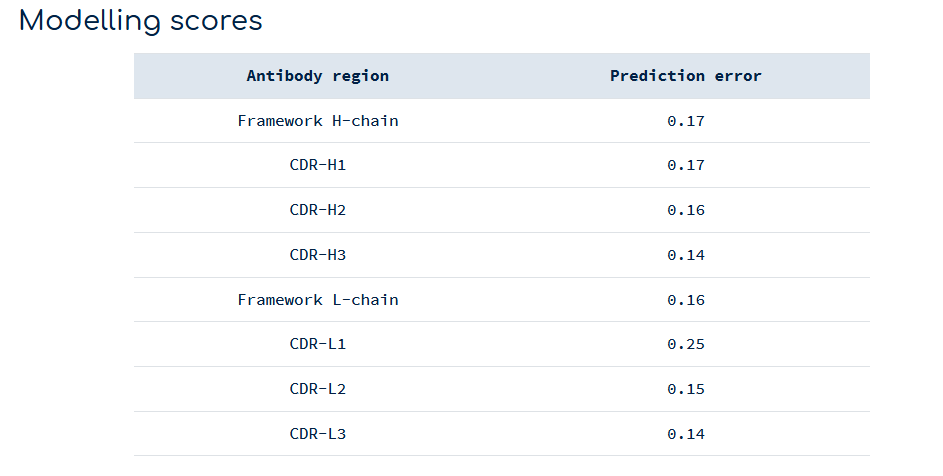 Modelling scores
Antibody region Prediction error
Framework H-chain 0.17
CDR-H1 0.17
CDR-H2 0.16
CDR-H3 0.14
Framework L-chain 0.16
CDR-L1 0.25
CDR-L2 0.15
CDR-L3 0.14